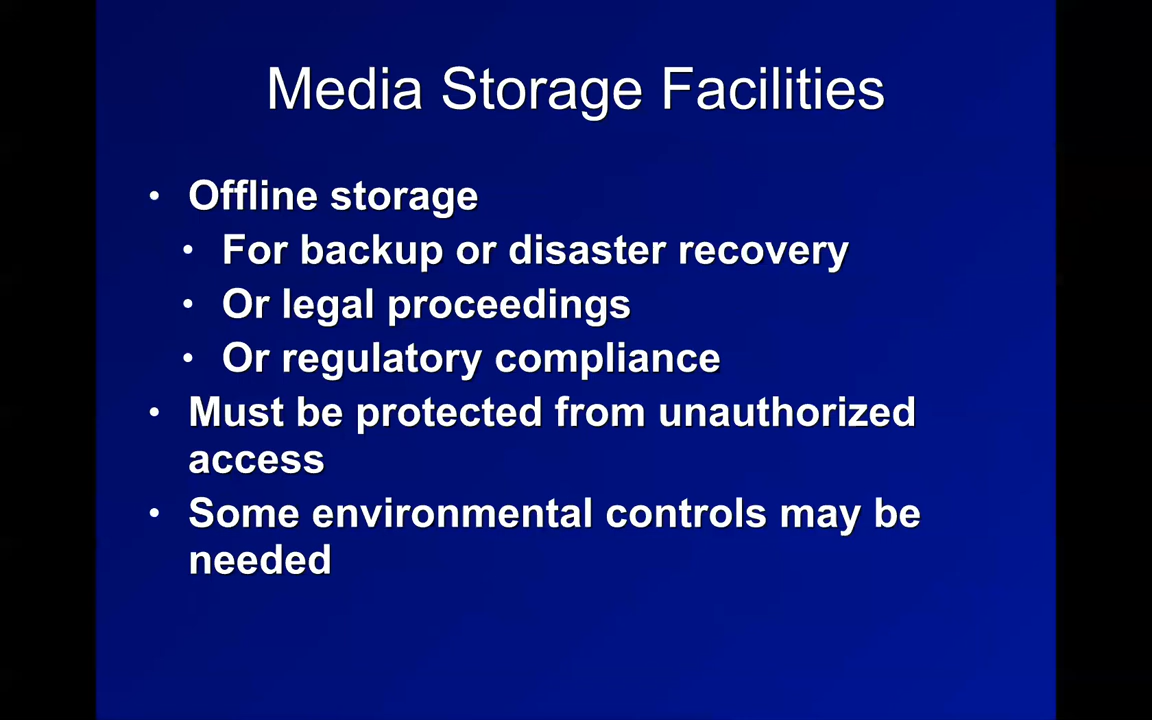 Media Storage Facilities
• Offline storage
• For backup or disaster recovery
• Or legal proceedings
• Or regulatory compliance
• Must be protected from unauthorized
access
• Some environmental controls may be
needed